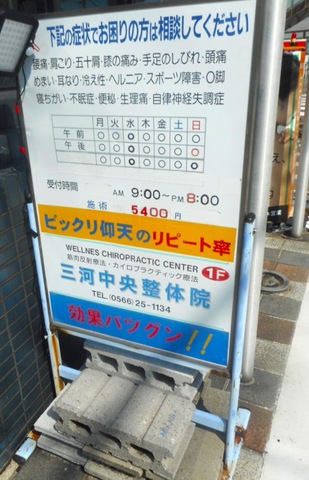 下記の症状でお困りの方は相談してください
腰痛・肩こり・五十肩・膝の痛み・手足のしびれ・頭痛
めまい・耳なり・冷え性・ヘルニア・スポーツ障害・O脚
寝ちがい・不眠症・便秘・生理痛・自律神経失調症
月 火 水 木 金 土 日
午前 ○ ○ ○ ○ ○ ○ ○
午後 ○ ○ ○ ○ ○ ○ ○
○ ○ ○ ○ ○ ○ ○
受付時間 AM 9:00~PM 8:00
施術 5400円
ビックリ仰天のリピート率
WELLNES CHIROPRACTIC CENTER
筋肉反射療法・カイロプラクティック療法 1F
三河中央整体院
TEL.(0566)25-1134
効果バツグン!!